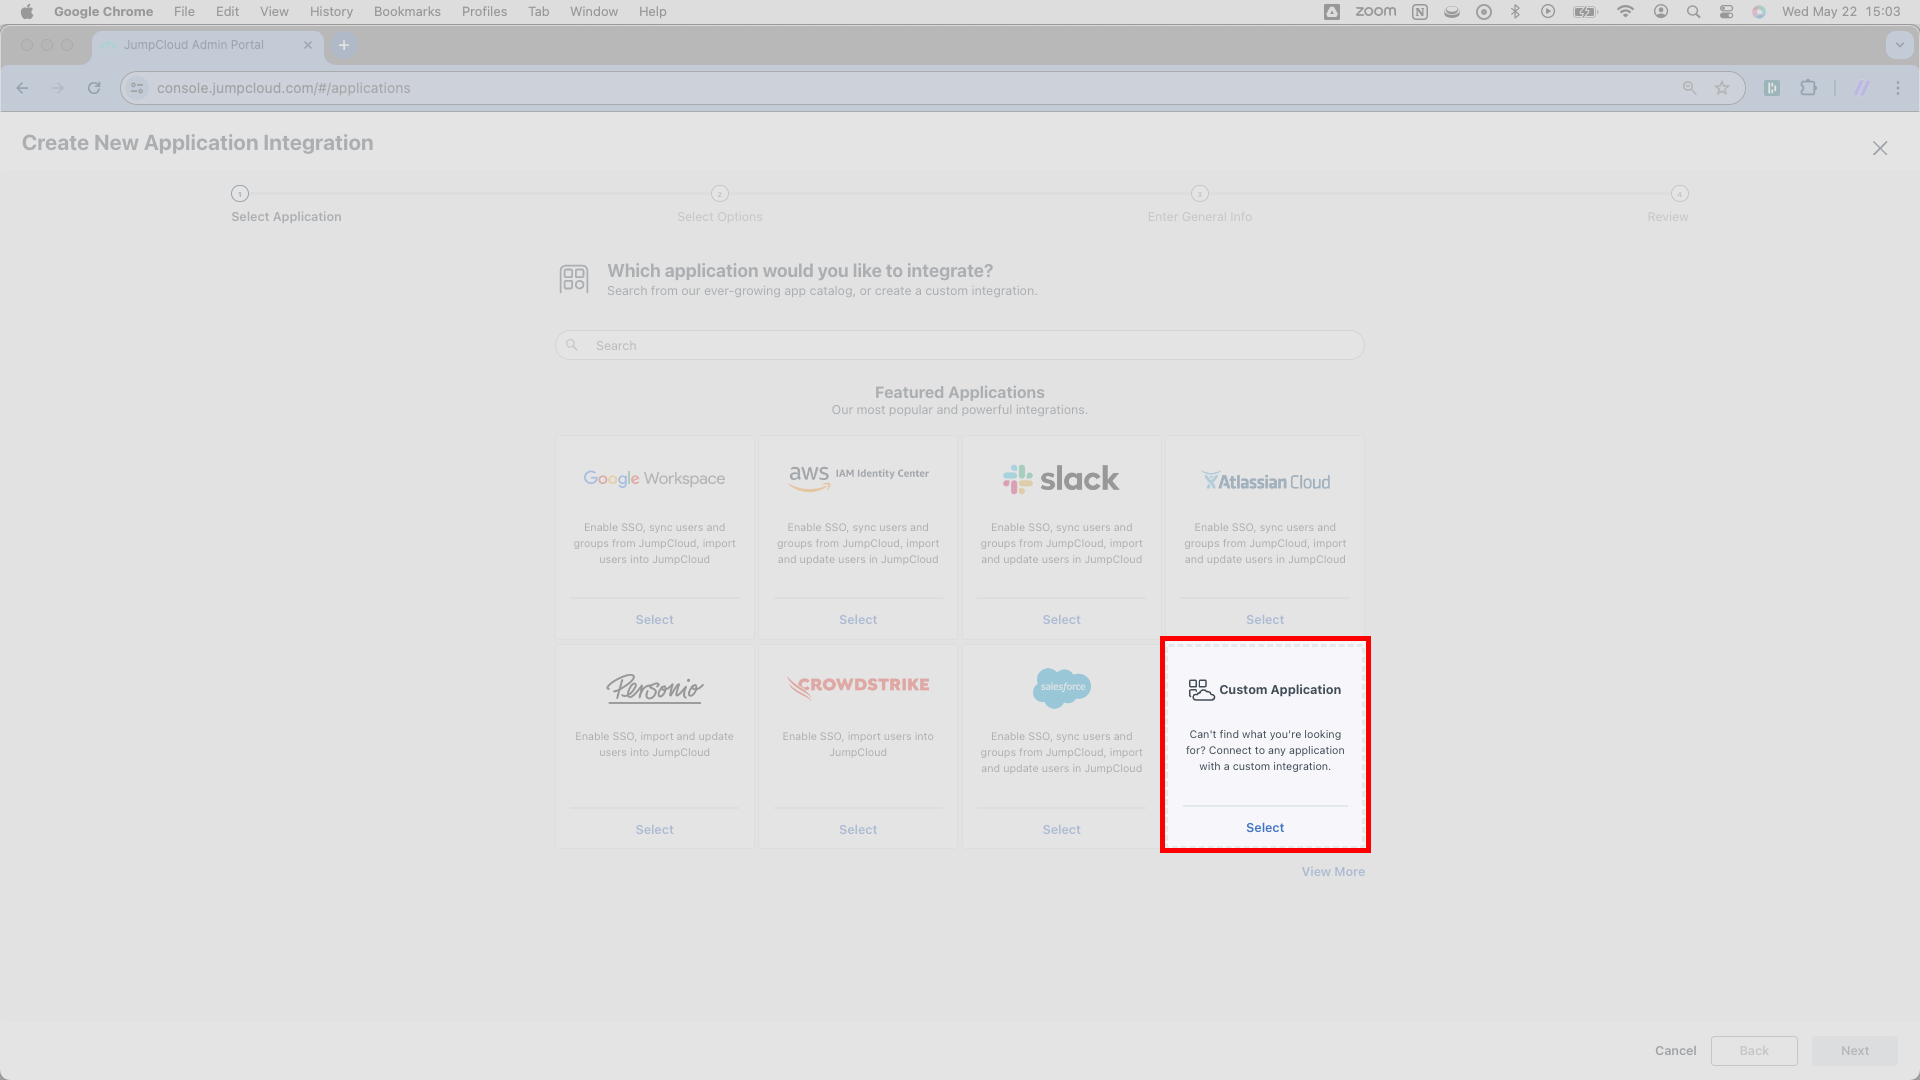 Google Chrome File Edit View History Bookmarks Profiles Tab Window Help zoom Wed May 22 15:03
JumpCloud Admin Portal
console.jumpcloud.com/#/applications
Create New Application Integration
1 2 3 4
Select Application Select Options Enter General Info Review
Which application would you like to integrate?
Search from our ever-growing app catalog, or create a custom integration.
Search
Featured Applications
Our most popular and powerful integrations.
Google Workspace
Enable SSO, sync users and
groups from JumpCloud, import
users into JumpCloud
Select
aws IAM Identity Center
Enable SSO, sync users and
groups from JumpCloud, import
and update users in JumpCloud
Select
slack
Enable SSO, sync users and
groups from JumpCloud, import
and update users in JumpCloud
Select
Atlassian Cloud
Enable SSO, sync users and
groups from JumpCloud, import
and update users in JumpCloud
Select
Personio
Enable SSO, import and update
users into JumpCloud
Select
CROWDSTRIKE
Enable SSO, import users into
JumpCloud
Select
salesforce
Enable SSO, sync users and
groups from JumpCloud, import
and update users in JumpCloud
Select
Custom Application
Can't find what you're looking
for? Connect to any application
with a custom integration.
Select
View More
Cancel Back Next